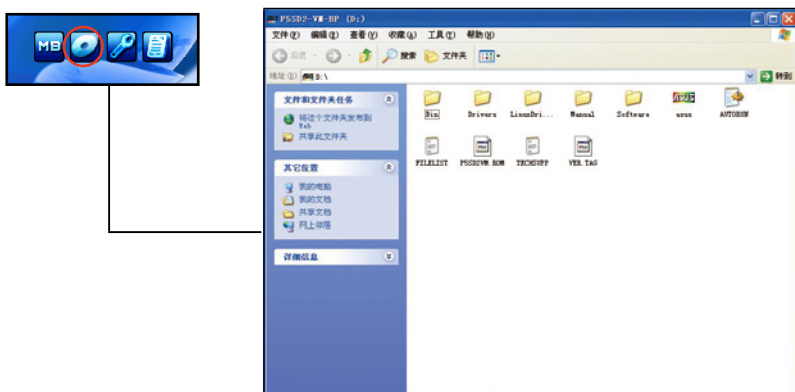 MB
P5SD2-VM-HP (D:)
文件(F) 编辑(E) 查看(V) 收藏(A) 工具(T) 帮助(H)
后退 搜索 文件夹
地址(D) D:\ 转到
文件和文件夹任务
将这个文件夹发布到
Web
共享此文件夹
其它位置
我的电脑
我的文档
共享文档
网上邻居
详细信息
Bin Drivers LinuxDri... Manual Software asus AUTORUN
FILELIST P5SD2VM.ROM TECHSUPP VER.TAG